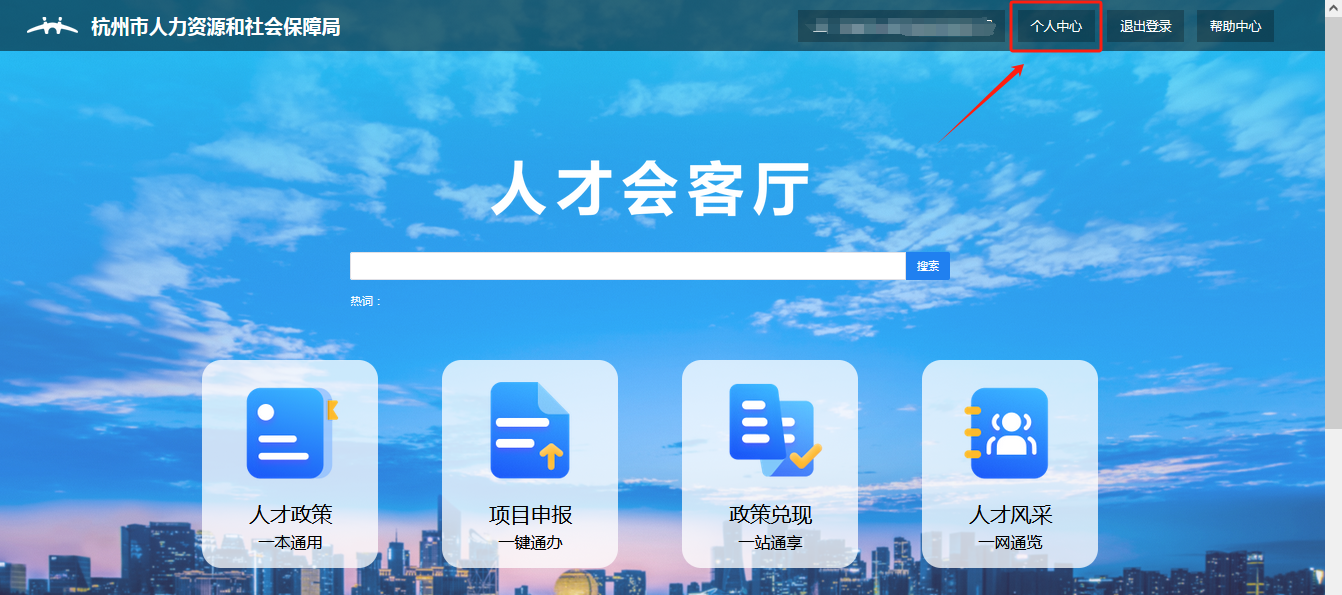 杭州市人力资源和社会保障局
个人中心
退出登录
帮助中心
人才会客厅
搜索
热词：
人才政策
一本通用
项目申报
一键通办
政策兑现
一站通享
人才风采
一网通览